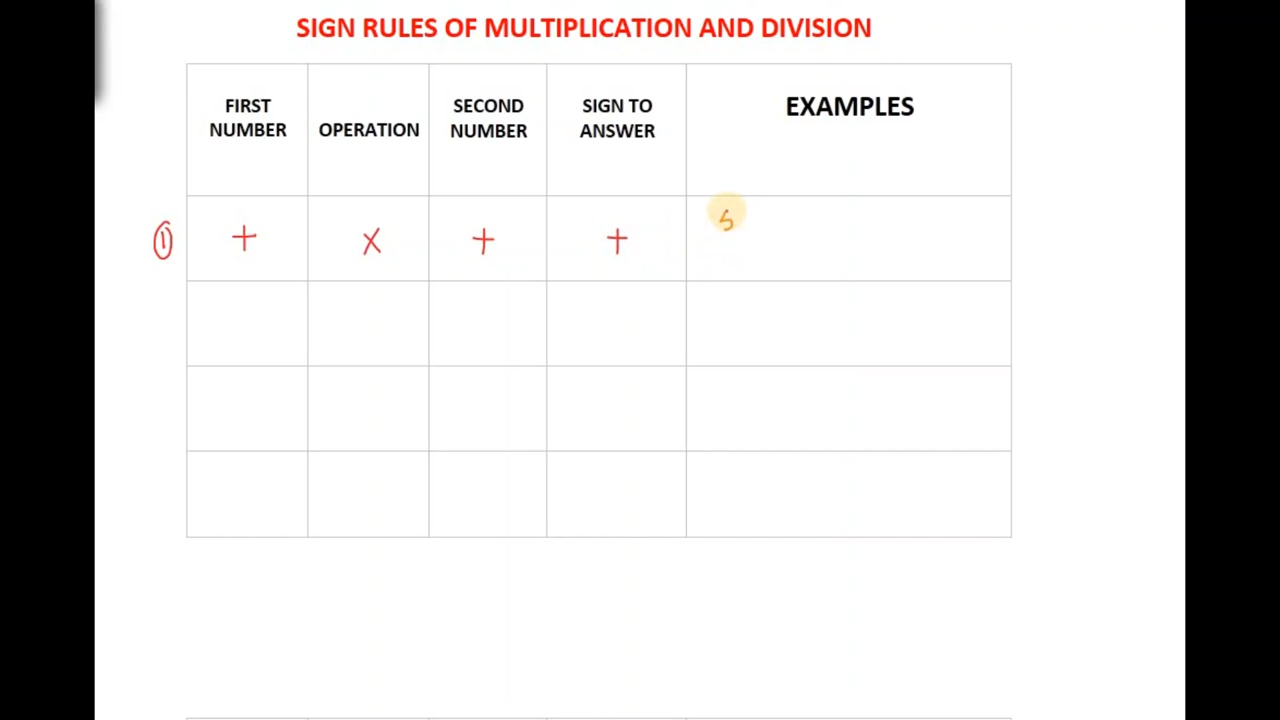 SIGN RULES OF MULTIPLICATION AND DIVISION
FIRST NUMBER
OPERATION
SECOND NUMBER
SIGN TO ANSWER
EXAMPLES
① + x + + 5